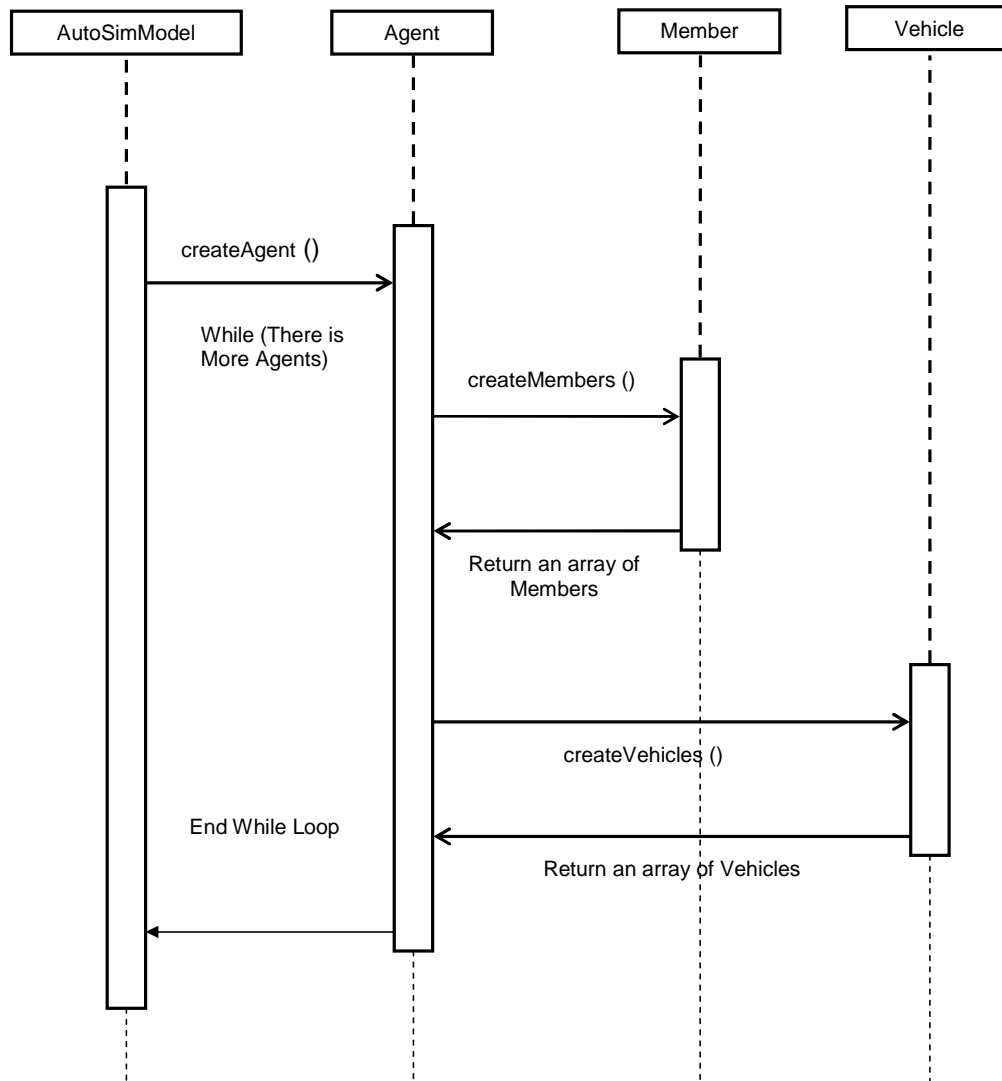 AutoSimModel
Agent
Member
Vehicle
createAgent ()
While (There is
More Agents)
createMembers ()
Return an array of
Members
createVehicles ()
End While Loop
Return an array of Vehicles